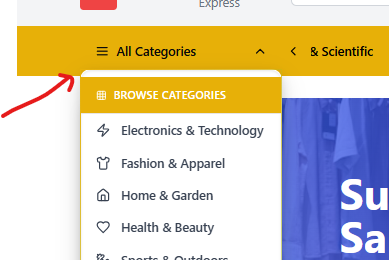 Express
All Categories
& Scientific
BROWSE CATEGORIES
Electronics & Technology
Fashion & Apparel
Home & Garden
Health & Beauty
Sports & Outdoors
Su
Sa